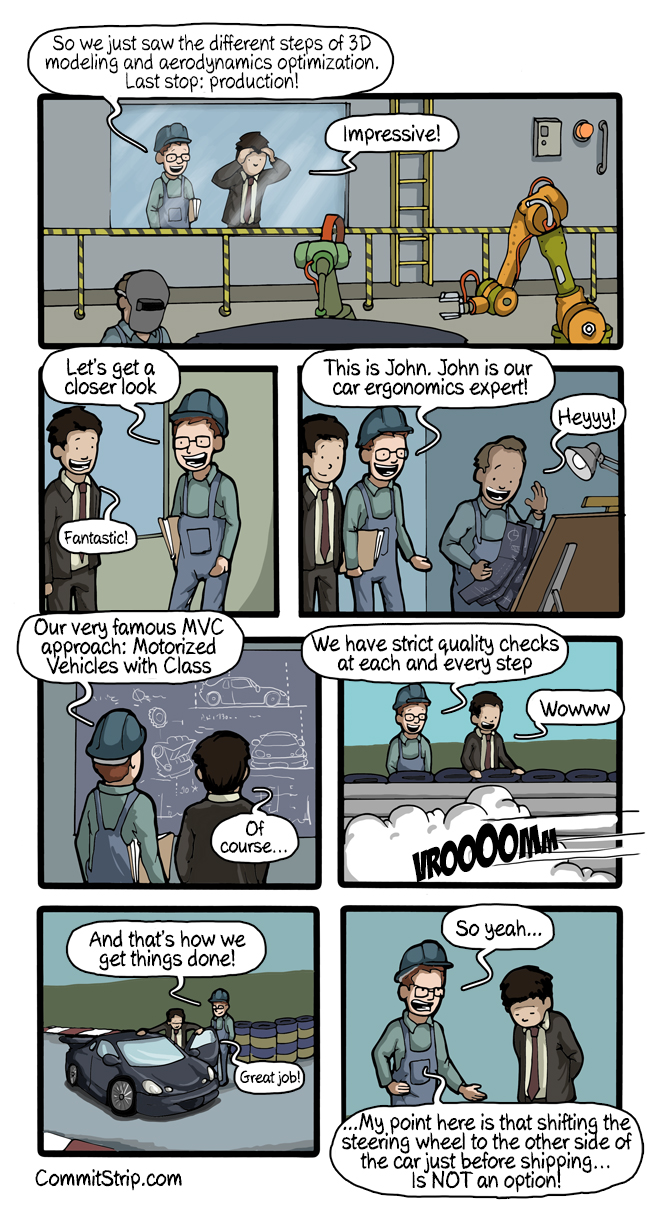 So we just saw the different steps of 3D
modeling and aerodynamics optimization.
Last stop: production!
Impressive!
Let's get a
closer look
Fantastic!
This is John. John is our
car ergonomics expert!
Heyyy!
Our very famous MVC
approach: Motorized
Vehicles with Class
Of
course...
We have strict quality checks
at each and every step
Wowww
VROOOOMM
And that's how we
get things done!
Great job!
So yeah...
...My point here is that shifting the
steering wheel to the other side of
the car just before shipping...
Is NOT an option!
CommitStrip.com